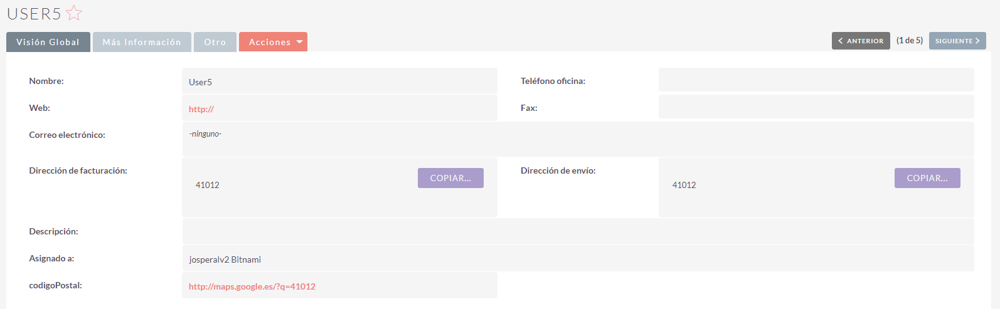 USER5
Visión Global Más Información Otro Acciones ANTERIOR (1 de 5) SIGUIENTE
Nombre: User5 Teléfono oficina:
Web: http:// Fax:
Correo electrónico: -ninguno-
Dirección de facturación: 41012 COPIAR... Dirección de envío: 41012 COPIAR...
Descripción:
Asignado a: josperalv2 Bitnami
codigoPostal: http://maps.google.es/?q=41012